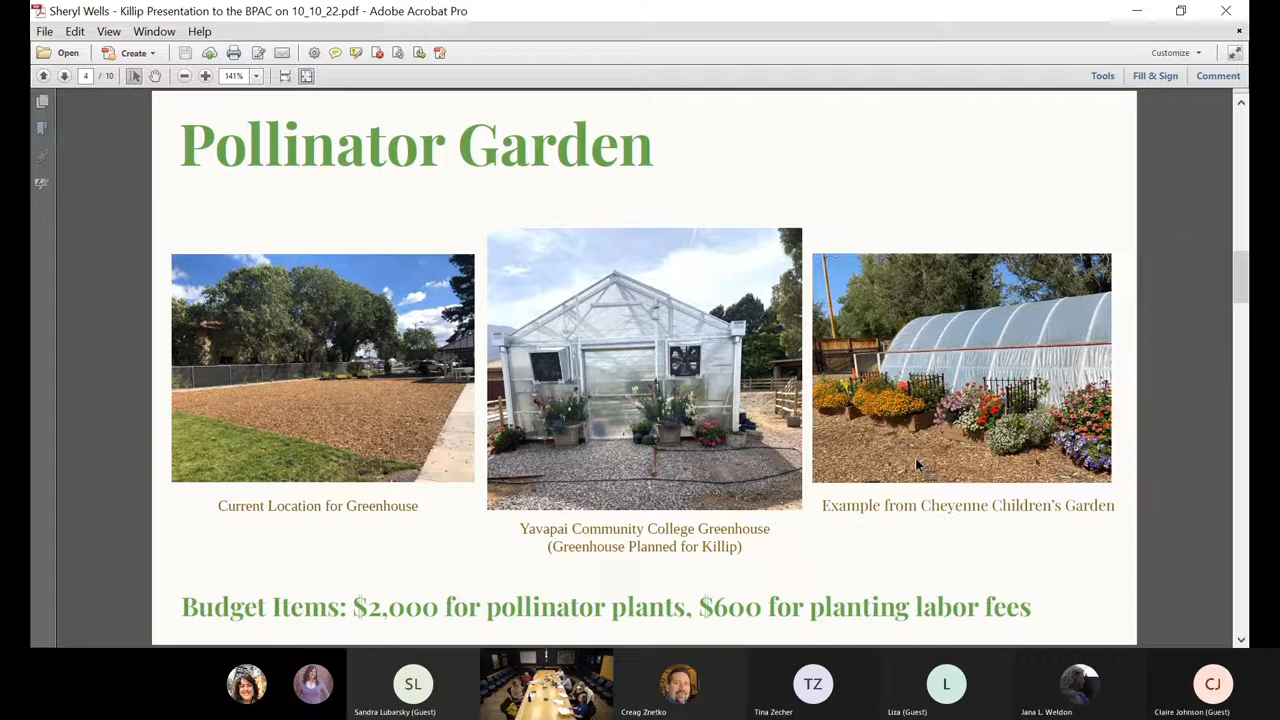 Sheryl Wells - Killip Presentation to the BPAC on 10_10_22.pdf - Adobe Acrobat Pro
File Edit View Window Help
Open Create Customize
4 / 10 141% Tools Fill & Sign Comment
Pollinator Garden
Current Location for Greenhouse
Yavapai Community College Greenhouse
(Greenhouse Planned for Killip)
Example from Cheyenne Children's Garden
Budget Items: $2,000 for pollinator plants, $600 for planting labor fees
SL
TZ
L
CJ
Sandra Lubarsky (Guest)
Creag Znetko
Tina Zecher
Liza (Guest)
Jana L. Weldon
Claire Johnson (Guest)